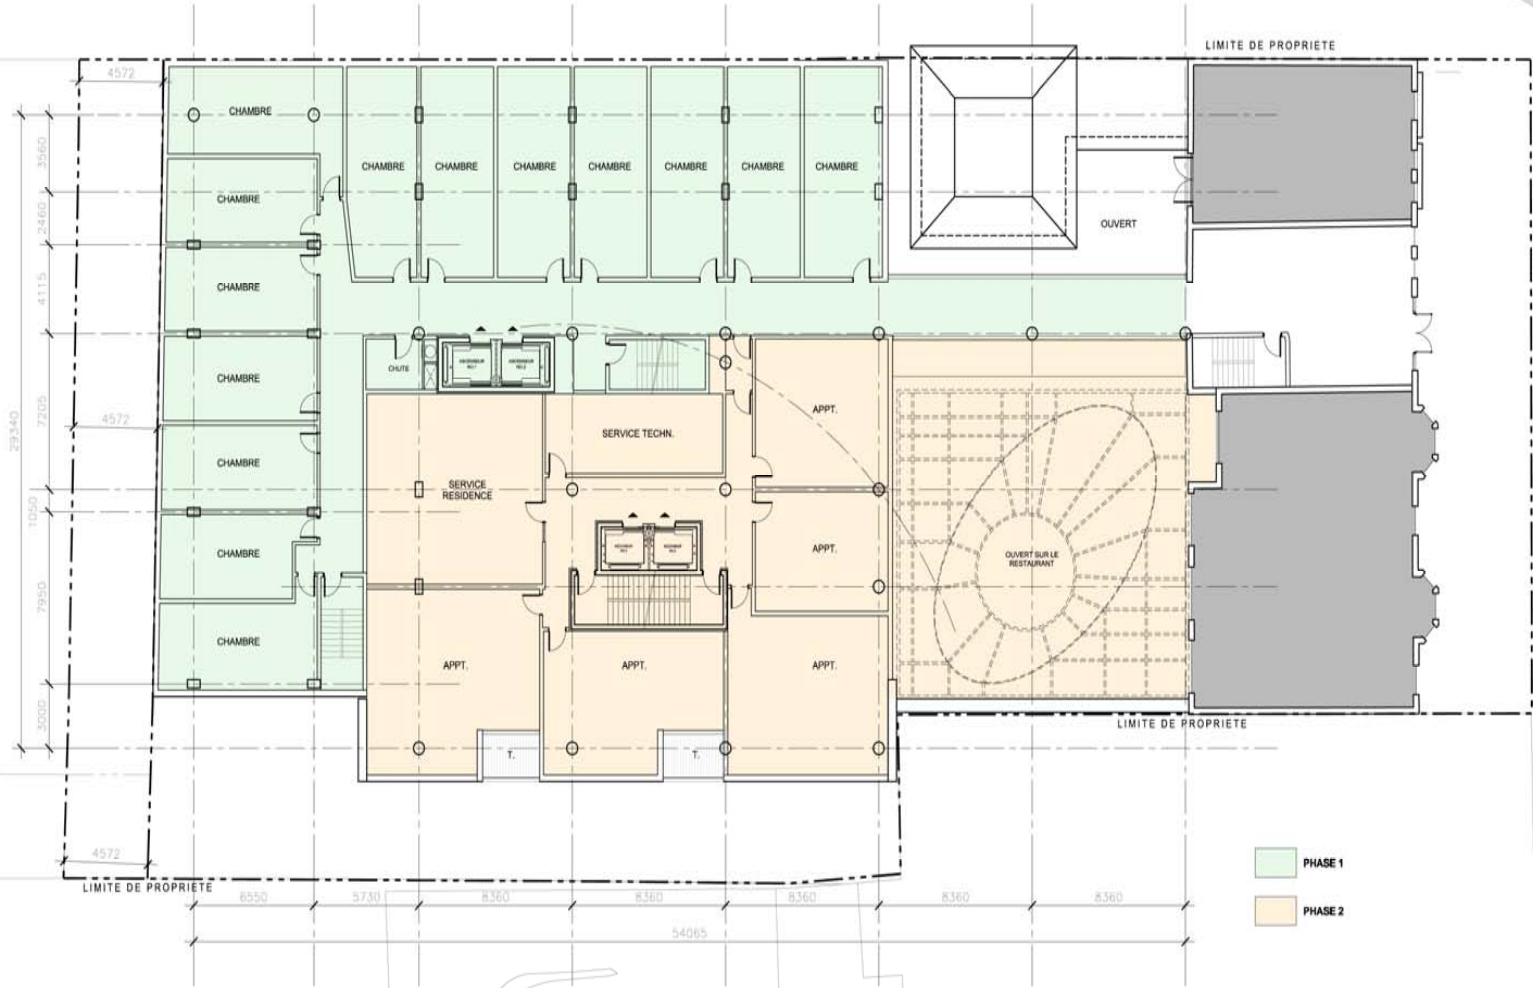 LIMITE DE PROPRIETE
4572
CHAMBRE
CHAMBRE
CHAMBRE
CHAMBRE
CHAMBRE
CHAMBRE
CHAMBRE
CHAMBRE
3560
CHAMBRE
2460
OUVERT
4115
CHAMBRE
CHUTE
CHAMBRE
7205
29340
4572
APPT.
SERVICE TECHN.
CHAMBRE
SERVICE
RESIDENCE
1050
CHAMBRE
APPT.
OUVERT SUR LE
RESTAURANT
7950
CHAMBRE
APPT.
APPT.
APPT.
3000
LIMITE DE PROPRIETE
T.
T.
4572
PHASE 1
LIMITE DE PROPRIETE
6550
5730
8360
8360
8360
8360
8360
PHASE 2
54065